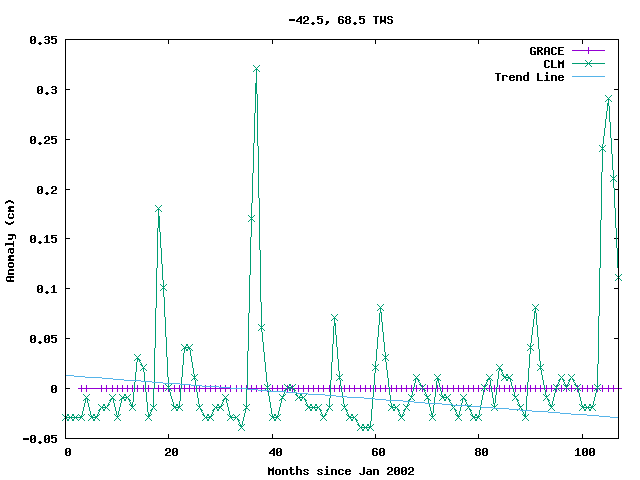 -42.5, 68.5 TWS
GRACE
CLM
Trend Line
0.35
0.3
0.25
0.2
0.15
0.1
0.05
0
-0.05
Anomaly (cm)
0 20 40 60 80 100
Months since Jan 2002